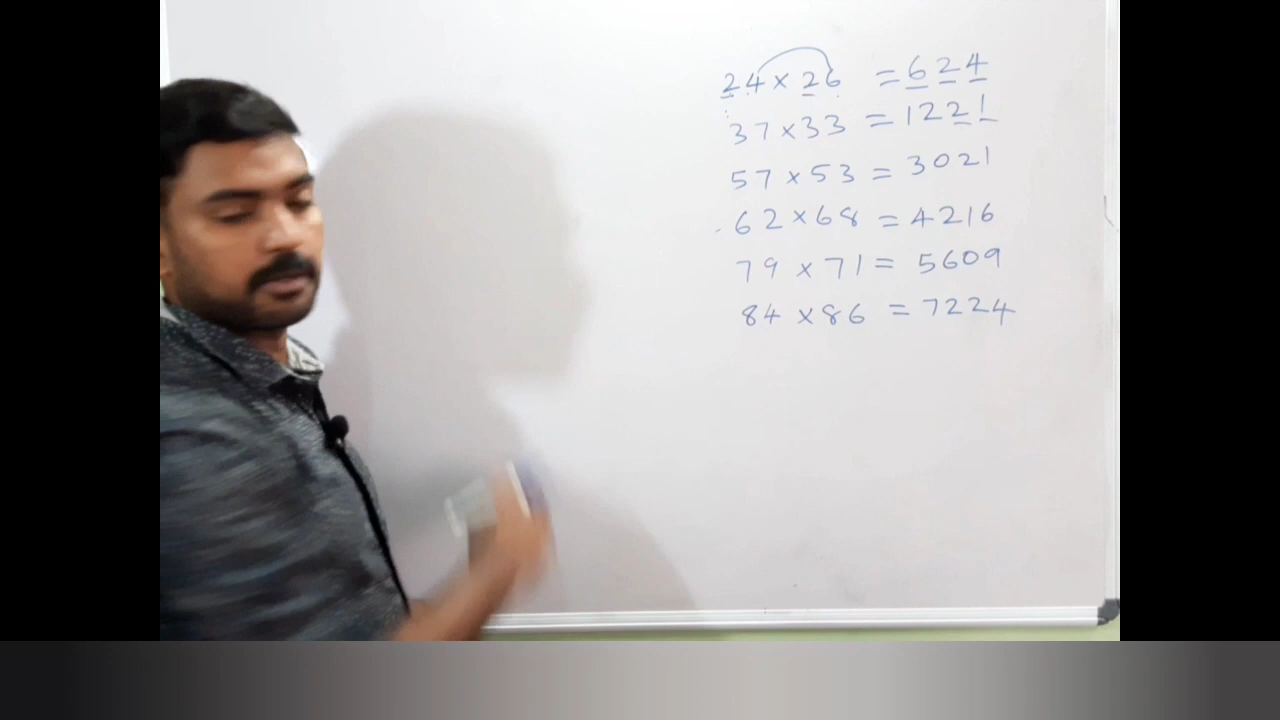 24 × 26 = 624
37 × 33 = 1221
57 × 53 = 3021
62 × 68 = 4216
79 × 71 = 5609
84 × 86 = 7224